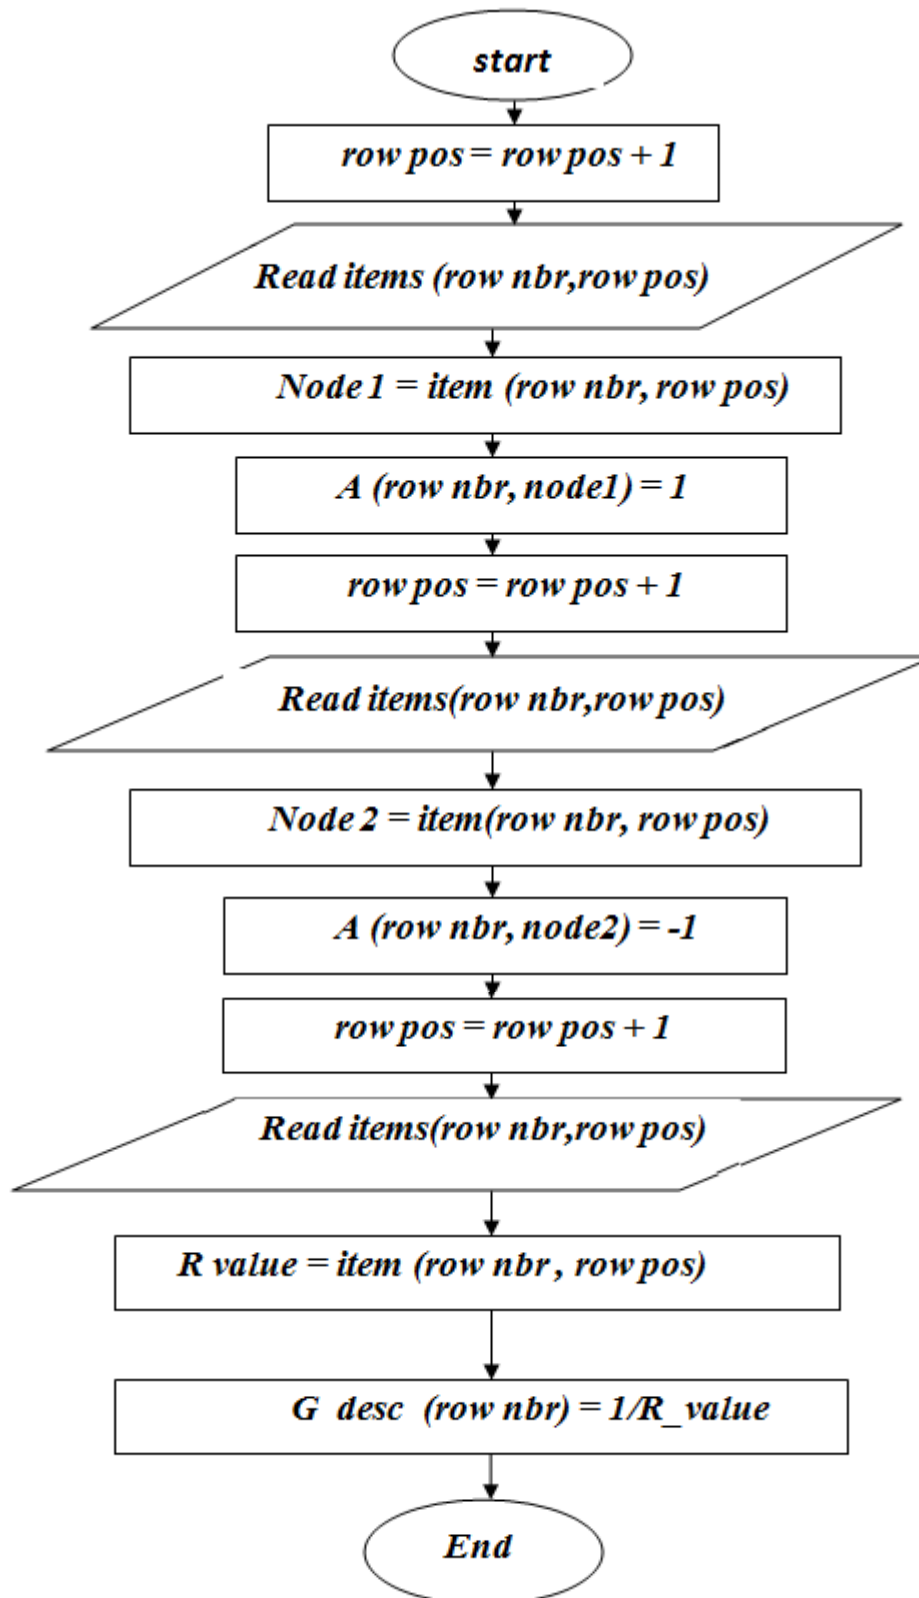 start
row pos = row pos + 1
Read items (row nbr,row pos)
Node 1 = item (row nbr, row pos)
A (row nbr, node1) = 1
row pos = row pos + 1
Read items(row nbr,row pos)
Node 2 = item(row nbr, row pos)
A (row nbr, node2) = -1
row pos = row pos + 1
Read items(row nbr,row pos)
R value = item (row nbr , row pos)
G desc (row nbr) = 1/R_value
End